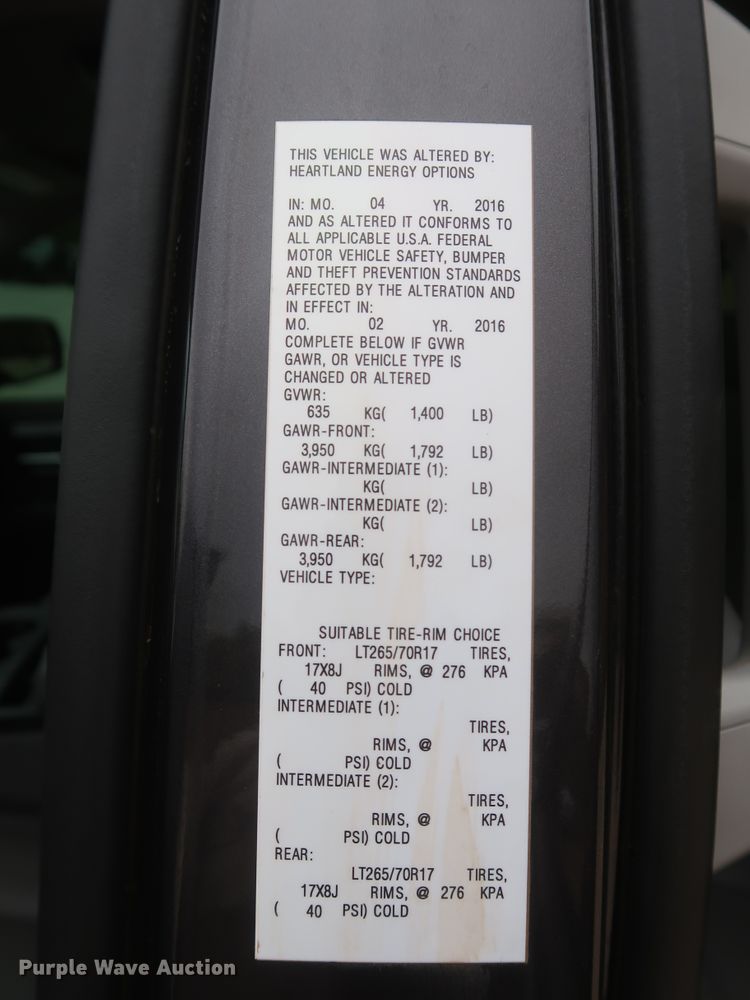 THIS VEHICLE WAS ALTERED BY:
HEARTLAND ENERGY OPTIONS
IN: MO. 04 YR. 2016
AND AS ALTERED IT CONFORMS TO
ALL APPLICABLE U.S.A. FEDERAL
MOTOR VEHICLE SAFETY, BUMPER
AND THEFT PREVENTION STANDARDS
AFFECTED BY THE ALTERATION AND
IN EFFECT IN:
MO. 02 YR. 2016
COMPLETE BELOW IF GVWR
GAWR, OR VEHICLE TYPE IS
CHANGED OR ALTERED
GVWR:
635 KG( 1,400 LB)
GAWR-FRONT:
3,950 KG( 1,792 LB)
GAWR-INTERMEDIATE (1):
KG( LB)
GAWR-INTERMEDIATE (2):
KG( LB)
GAWR-REAR:
3,950 KG( 1,792 LB)
VEHICLE TYPE:
SUITABLE TIRE-RIM CHOICE
FRONT: LT265/70R17 TIRES,
17X8J RIMS, @ 276 KPA
( 40 PSI) COLD
INTERMEDIATE (1):
TIRES,
RIMS, @ KPA
( PSI) COLD
INTERMEDIATE (2):
TIRES,
RIMS, @ KPA
( PSI) COLD
REAR:
LT265/70R17 TIRES,
17X8J RIMS, @ 276 KPA
( 40 PSI) COLD
Purple Wave Auction